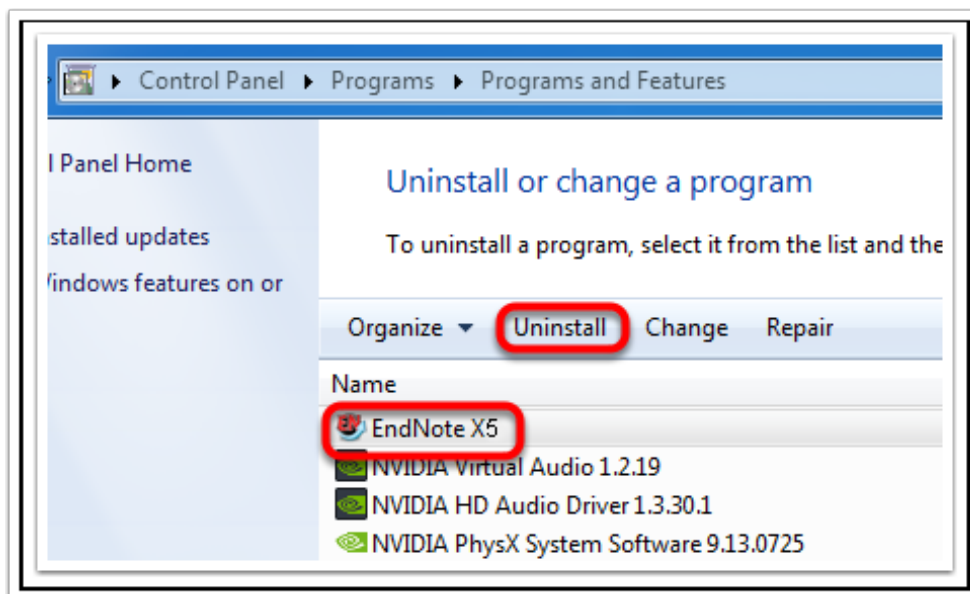 Control Panel Programs Programs and Features
l Panel Home
stalled updates
indows features on or
Uninstall or change a program
To uninstall a program, select it from the list and the
Organize Uninstall Change Repair
Name
EndNote X5
NVIDIA Virtual Audio 1.2.19
NVIDIA HD Audio Driver 1.3.30.1
NVIDIA PhysX System Software 9.13.0725